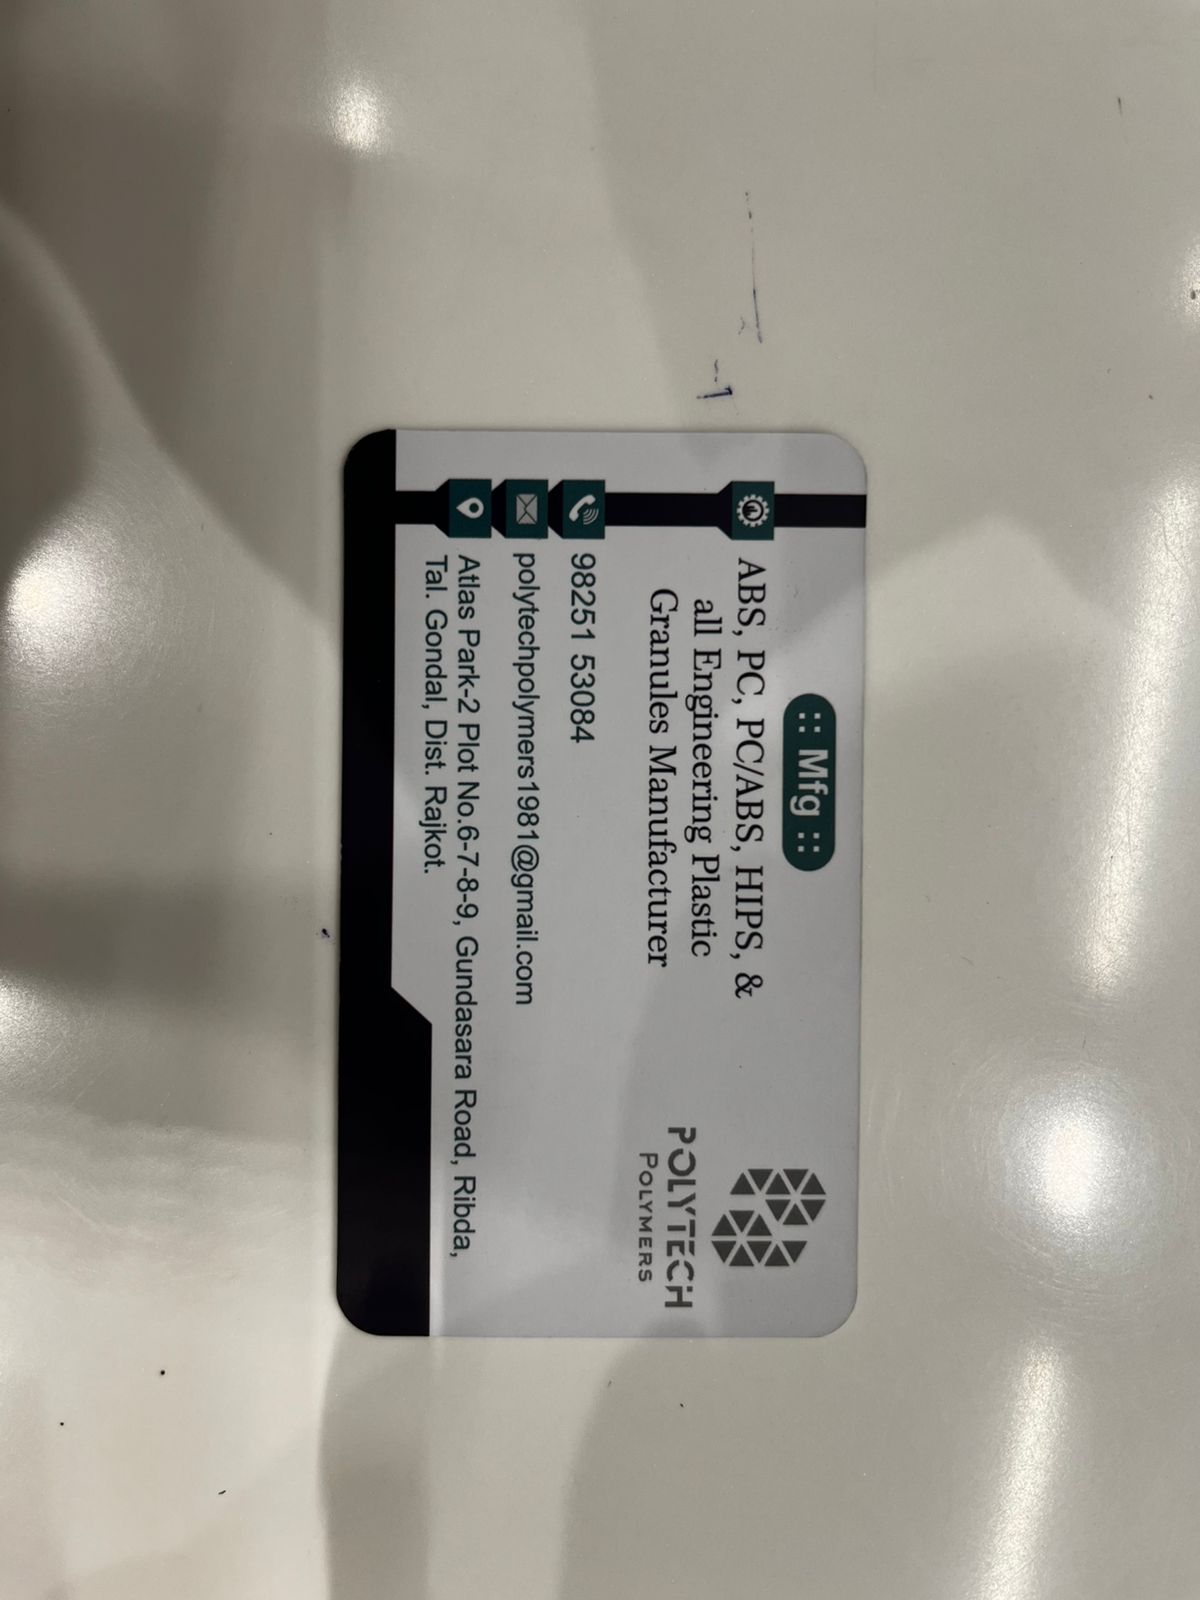 :: Mfg ::
ABS, PC, PC/ABS, HIPS, &
all Engineering Plastic
Granules Manufacturer
POLYTECH
POLYMERS
98251 53084
polytechpolymers1981@gmail.com
Atlas Park-2 Plot No.6-7-8-9, Gundasara Road, Ribda,
Tal. Gondal, Dist. Rajkot.